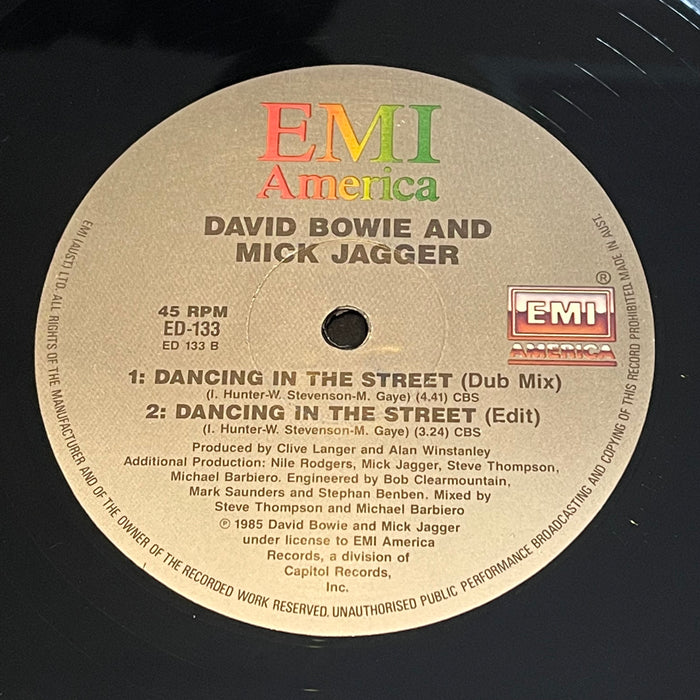 EMI
America
DAVID BOWIE AND
MICK JAGGER
45 RPM
ED-133
ED 133 B
®
EMI
AMERICA
1: DANCING IN THE STREET (Dub Mix)
(I. Hunter-W. Stevenson-M. Gaye) (4.41) CBS
2: DANCING IN THE STREET (Edit)
(I. Hunter-W. Stevenson-M. Gaye) (3.24) CBS
Produced by Clive Langer and Alan Winstanley
Additional Production: Nile Rodgers, Mick Jagger, Steve Thompson,
Michael Barbiero. Engineered by Bob Clearmountain,
Mark Saunders and Stephan Benben. Mixed by
Steve Thompson and Michael Barbiero
℗ 1985 David Bowie and Mick Jagger
under license to EMI America
Records, a division of
Capitol Records,
Inc.
EMI (AUST.) LTD. ALL RIGHTS OF THE MANUFACTURER AND OF THE OWNER OF THE RECORDED WORK RESERVED. UNAUTHORISED PUBLIC PERFORMANCE BROADCASTING AND COPYING OF THIS RECORD PROHIBITED. MADE IN AUST.